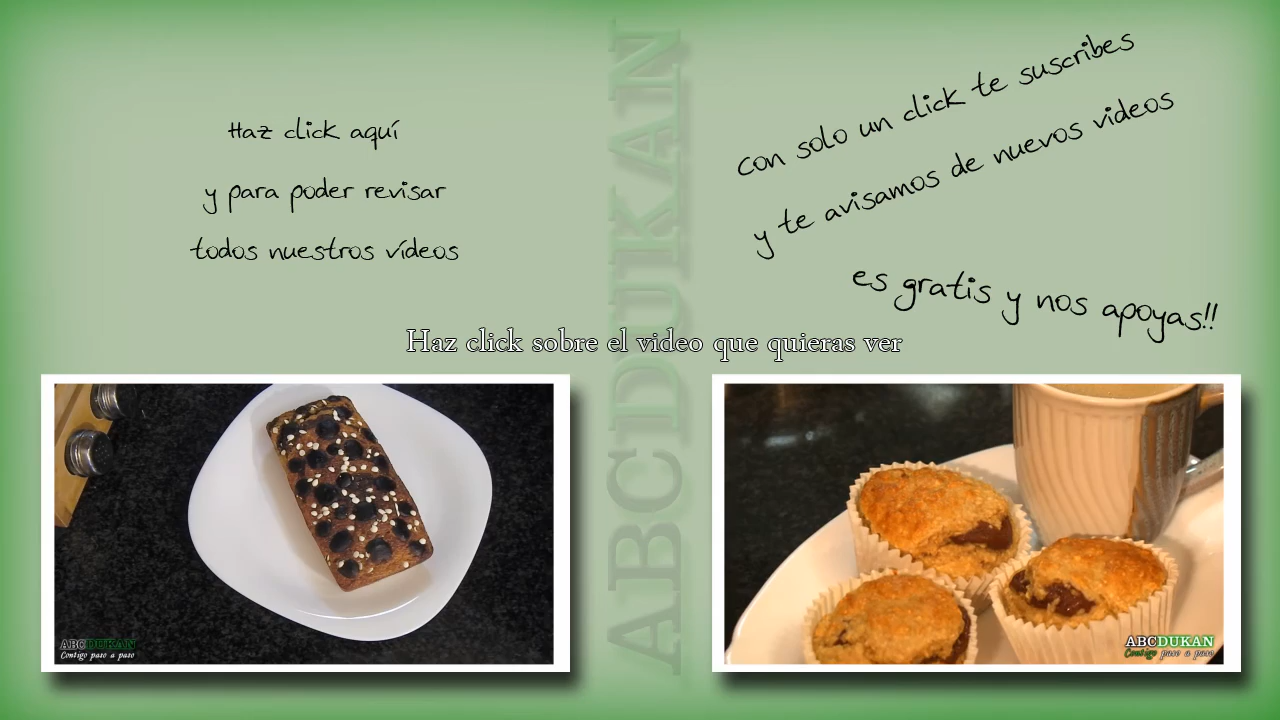 Haz click aquí
y para poder revisar
todos nuestros vídeos
con solo un click te suscribes
y te avisamos de nuevos videos
es gratis y nos apoyas!!
ABCDUKAN
Haz click sobre el video que quieras ver
ABCDUKAN
Contigo paso a paso
ABCDUKAN
Contigo paso a paso